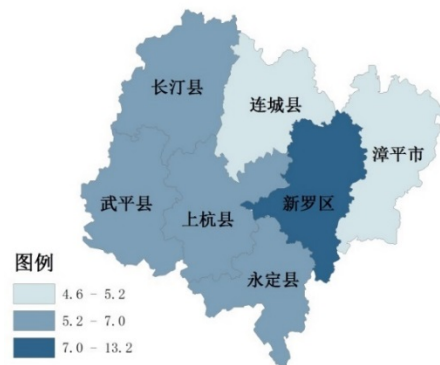 长汀县
连城县
漳平市
武平县
上杭县
新罗区
永定县
图例
4.6 - 5.2
5.2 - 7.0
7.0 - 13.2